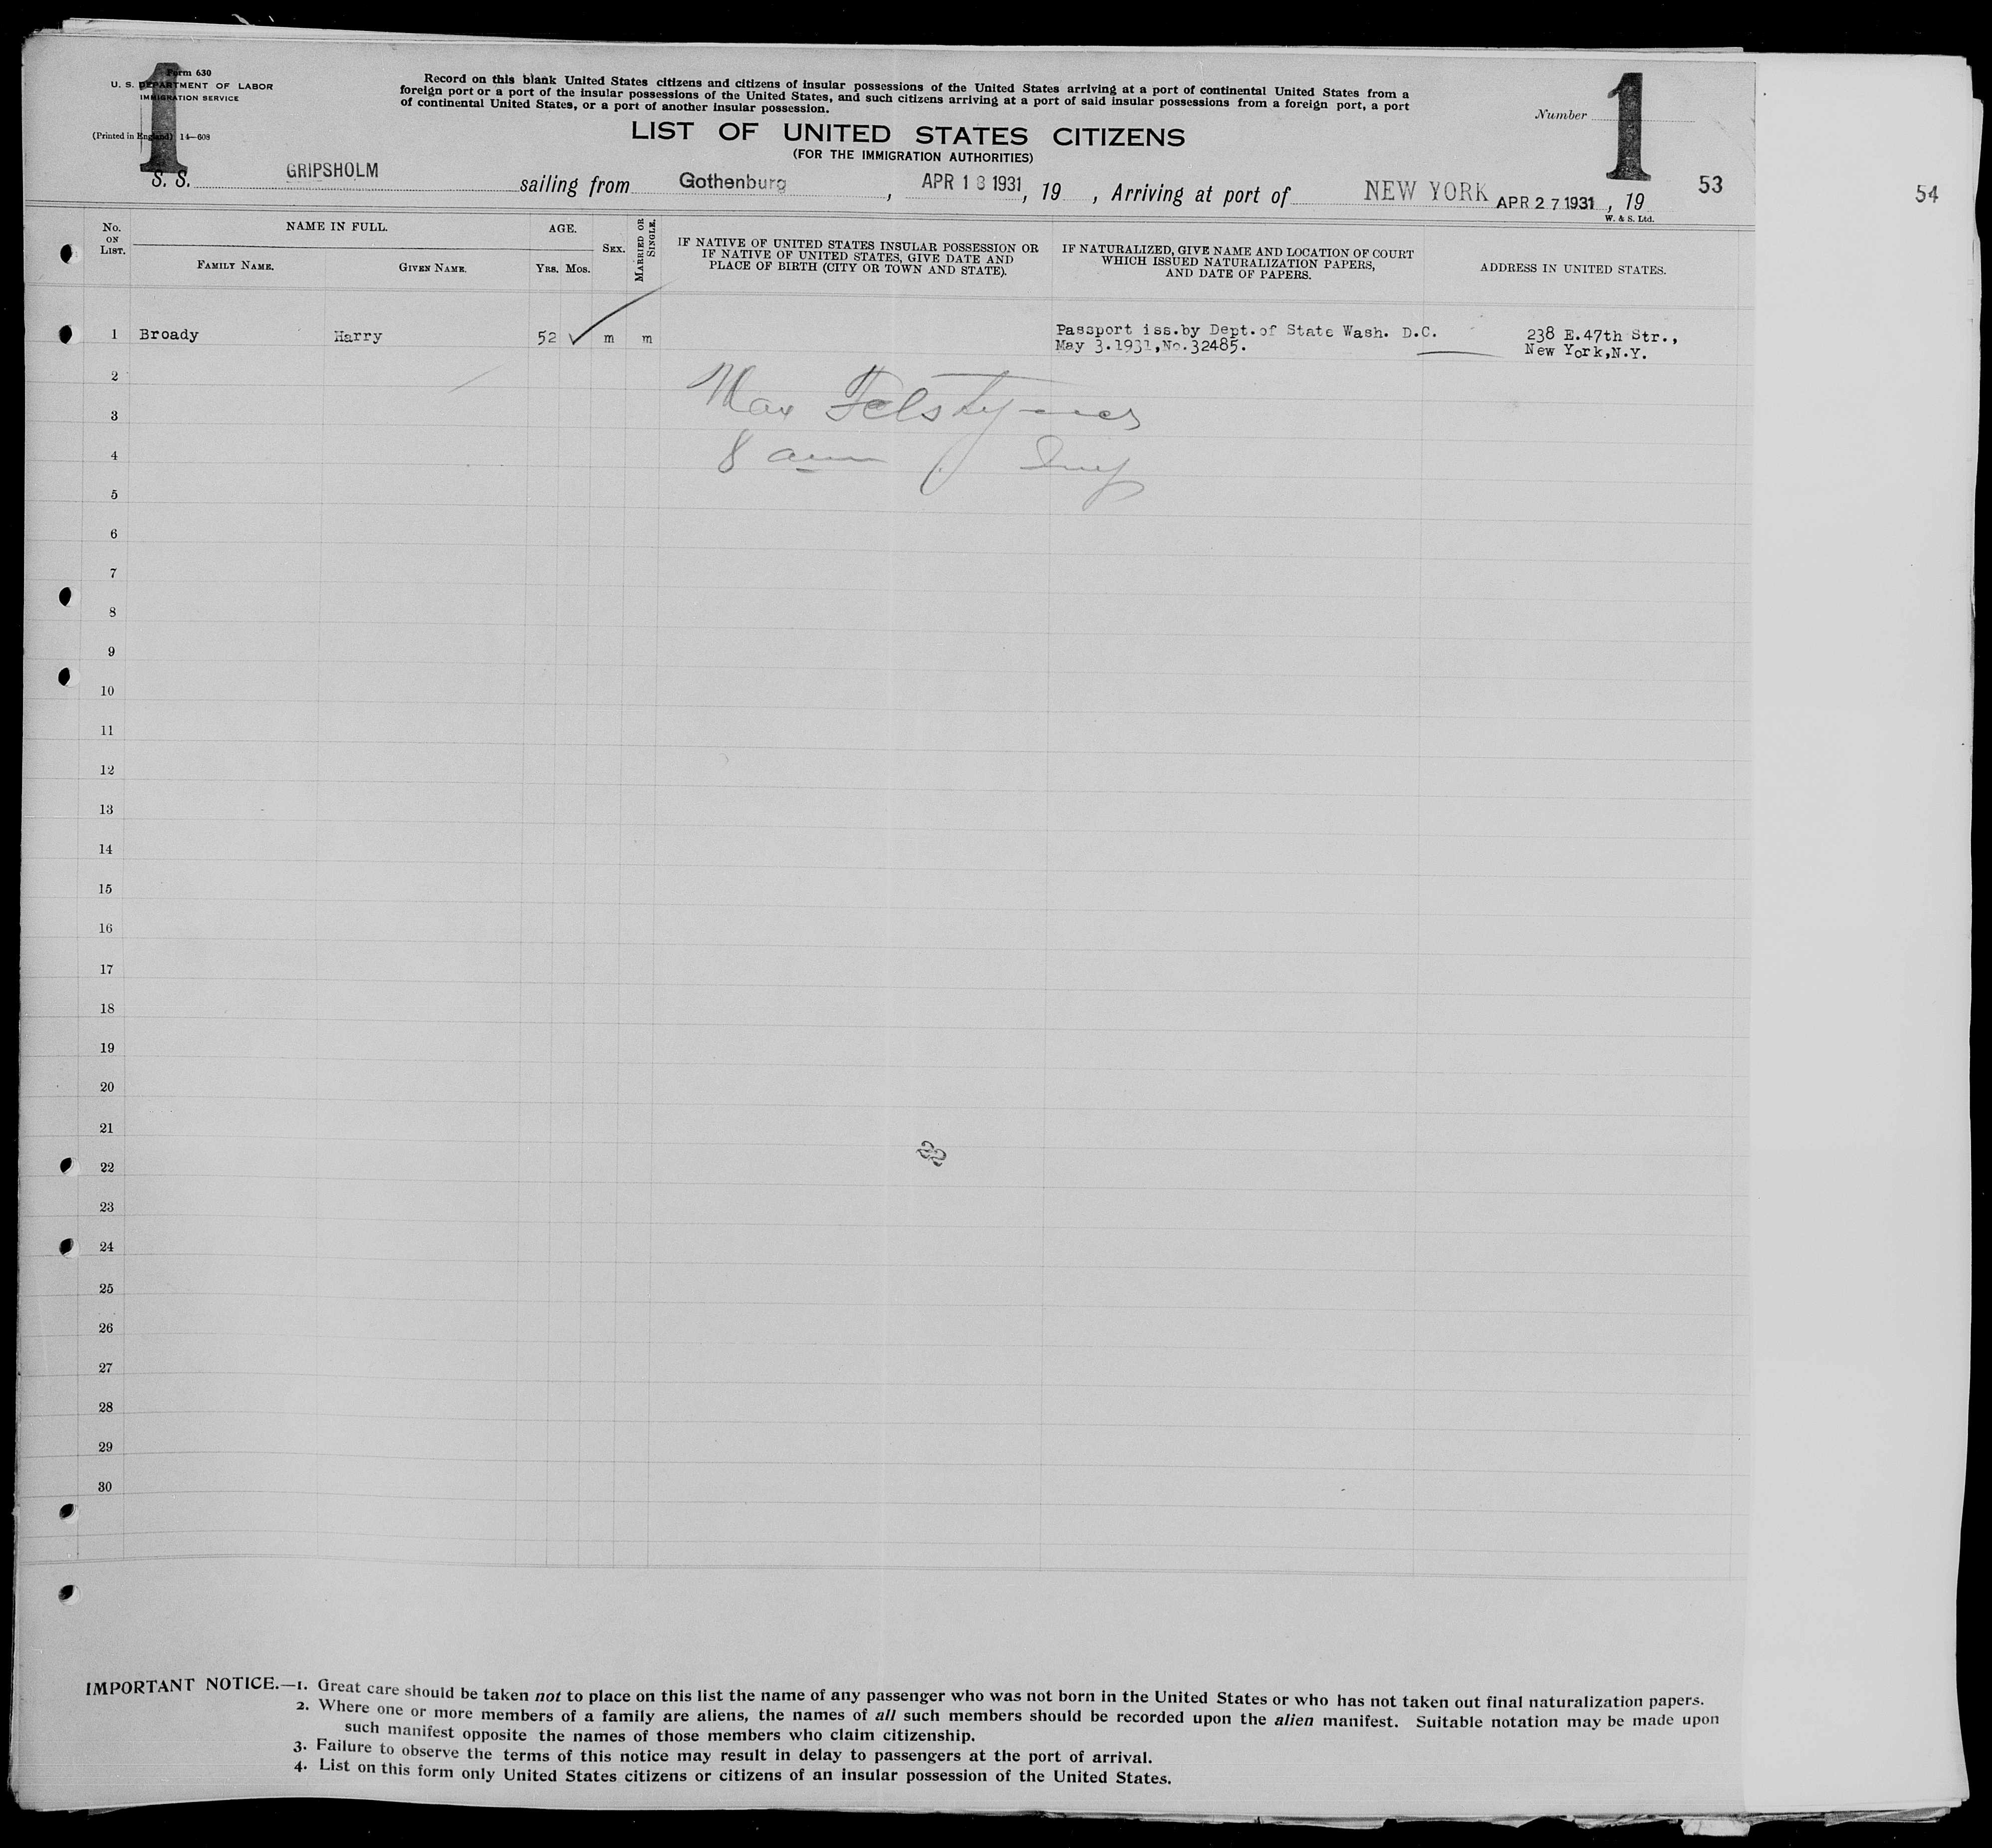 Form 630
U. S. DEPARTMENT OF LABOR
IMMIGRATION SERVICE
(Printed in England) 14—608
1
Record on this blank United States citizens and citizens of insular possessions of the United States arriving at a port of continental United States from a
foreign port or a port of the insular possessions of the United States, and such citizens arriving at a port of said insular possessions from a foreign port, a port
of continental United States, or a port of another insular possession.
Number
1
LIST OF UNITED STATES CITIZENS
(FOR THE IMMIGRATION AUTHORITIES)
S. S. GRIPSHOLM sailing from Gothenburg, APR 18 1931, 19 , Arriving at port of NEW YORK APR 27 1931, 19
53
54
W. & S. Ltd.
No. ON LIST.
NAME IN FULL.
FAMILY NAME.
GIVEN NAME.
AGE.
YRS. MOS.
SEX.
MARRIED OR SINGLE.
IF NATIVE OF UNITED STATES INSULAR POSSESSION OR
IF NATIVE OF UNITED STATES, GIVE DATE AND
PLACE OF BIRTH (CITY OR TOWN AND STATE).
IF NATURALIZED, GIVE NAME AND LOCATION OF COURT
WHICH ISSUED NATURALIZATION PAPERS,
AND DATE OF PAPERS.
ADDRESS IN UNITED STATES.
1 Broady Harry 52 m m
Passport iss.by Dept.of State Wash. D.C.
May 3.1931,No.32485.
238 E.47th Str.,
New York,N.Y.
2
Max
3
8
4
5
6
7
8
9
10
11
12
13
14
15
16
17
18
19
20
21
22
23
24
25
26
27
28
29
30
IMPORTANT NOTICE.—1. Great care should be taken not to place on this list the name of any passenger who was not born in the United States or who has not taken out final naturalization papers.
2. Where one or more members of a family are aliens, the names of all such members should be recorded upon the alien manifest. Suitable notation may be made upon
such manifest opposite the names of those members who claim citizenship.
3. Failure to observe the terms of this notice may result in delay to passengers at the port of arrival.
4. List on this form only United States citizens or citizens of an insular possession of the United States.